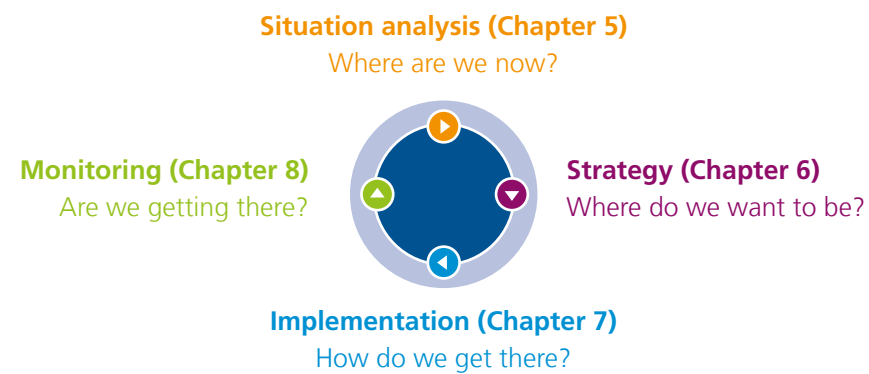 Situation analysis (Chapter 5)
Where are we now?
Monitoring (Chapter 8)
Are we getting there?
Strategy (Chapter 6)
Where do we want to be?
Implementation (Chapter 7)
How do we get there?